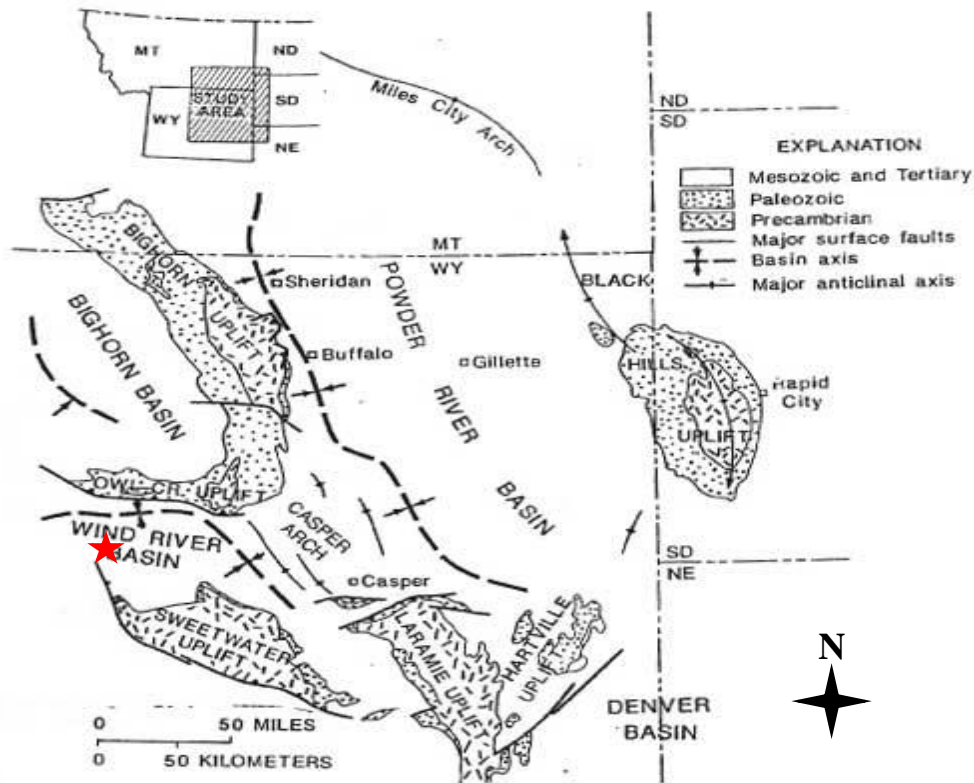 MT
ND
STUDY
AREA
SD
WY
NE
Miles City Arch
ND
SD
EXPLANATION
Mesozoic and Tertiary
Paleozoic
Precambrian
Major surface faults
Basin axis
Major anticlinal axis
MT
WY
BIGHORN
UPLIFT
BIGHORN BASIN
Sheridan
Buffalo
POWDER
RIVER
BASIN
Gillette
BLACK
HILLS
UPLIFT
Rapid
City
OWL CR. UPLIFT
WIND RIVER
BASIN
CASPER
ARCH
Casper
SD
NE
SWEETWATER
UPLIFT
LARAMIE UPLIFT
HARTVILLE
UPLIFT
DENVER
BASIN
N
0 50 MILES
0 50 KILOMETERS